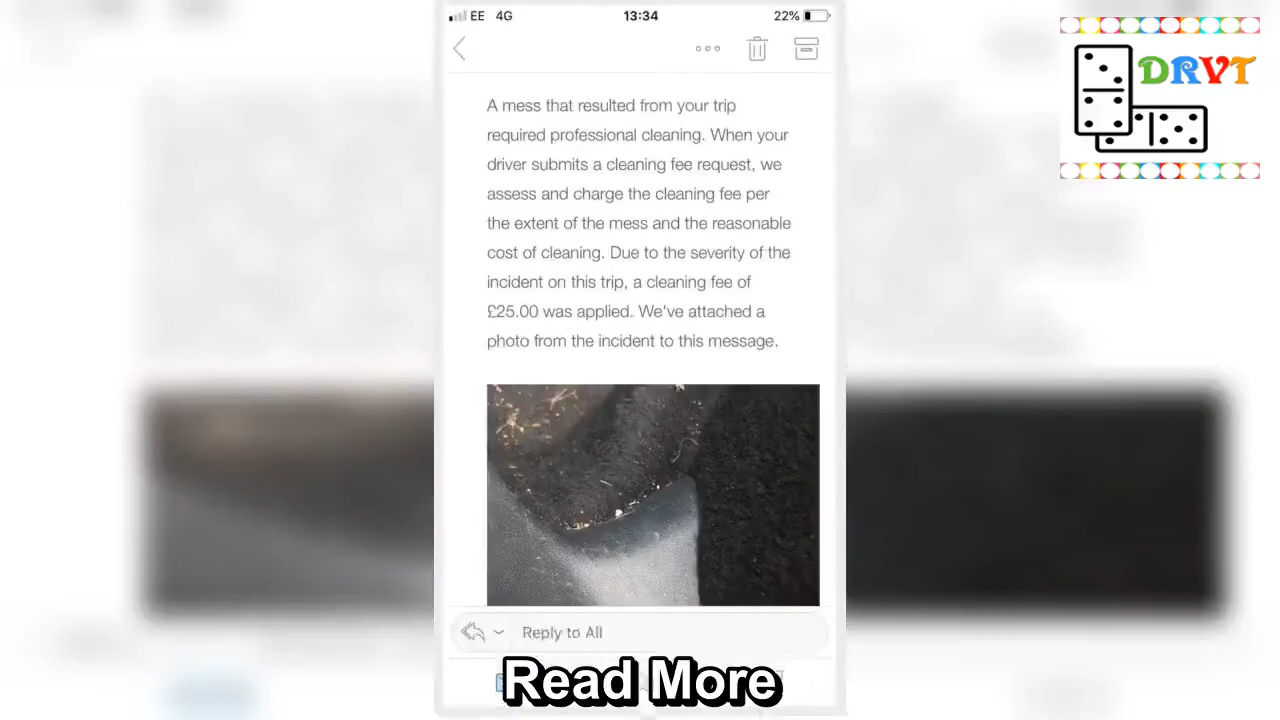 EE 4G 13:34 22%
DRVT
A mess that resulted from your trip
required professional cleaning. When your
driver submits a cleaning fee request, we
assess and charge the cleaning fee per
the extent of the mess and the reasonable
cost of cleaning. Due to the severity of the
incident on this trip, a cleaning fee of
£25.00 was applied. We've attached a
photo from the incident to this message.
Reply to All
Read More